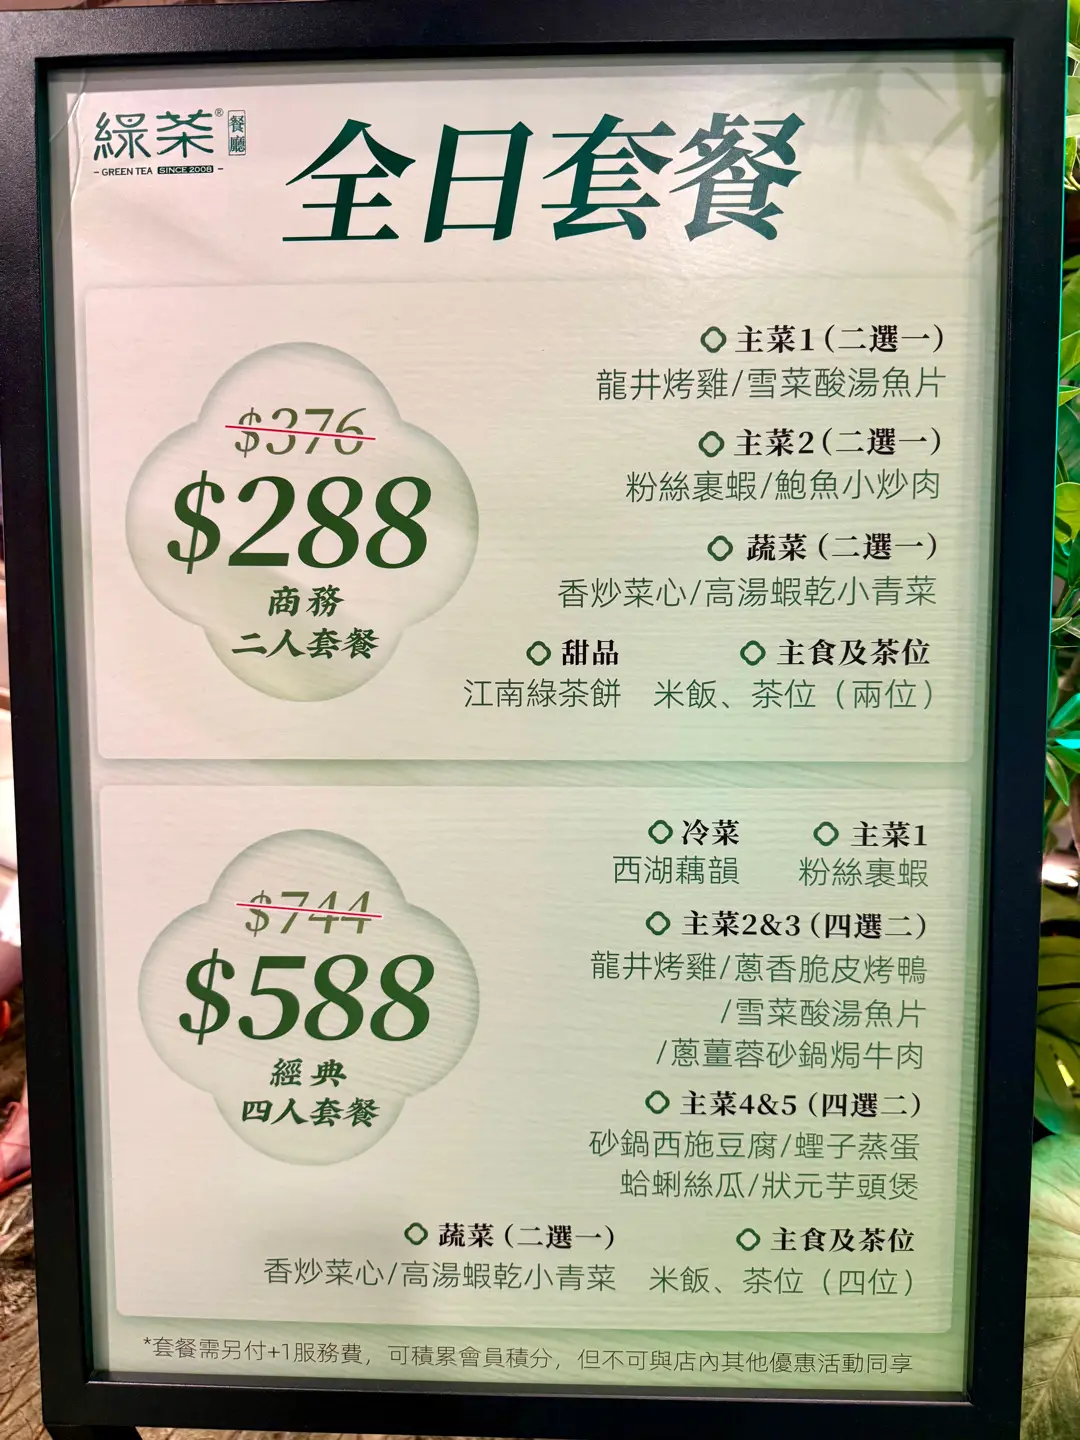 綠茶® 餐廳
- GREEN TEA SINCE 2008 -
全日套餐
$376
$288
商務
二人套餐
主菜1(二選一)
龍井烤雞/雪菜酸湯魚片
主菜2(二選一)
粉絲裹蝦/鮑魚小炒肉
蔬菜(二選一)
香炒菜心/高湯蝦乾小青菜
甜品 主食及茶位
江南綠茶餅 米飯、茶位(兩位)
$744
$588
經典
四人套餐
冷菜 主菜1
西湖藕韻 粉絲裹蝦
主菜2&3(四選二)
龍井烤雞/蔥香脆皮烤鴨
/雪菜酸湯魚片
/蔥薑蓉砂鍋焗牛肉
主菜4&5(四選二)
砂鍋西施豆腐/蟶子蒸蛋
蛤蜊絲瓜/狀元芋頭煲
蔬菜(二選一) 主食及茶位
香炒菜心/高湯蝦乾小青菜 米飯、茶位(四位)
*套餐需另付+1服務費，可積累會員積分，但不可與店內其他優惠活動同享